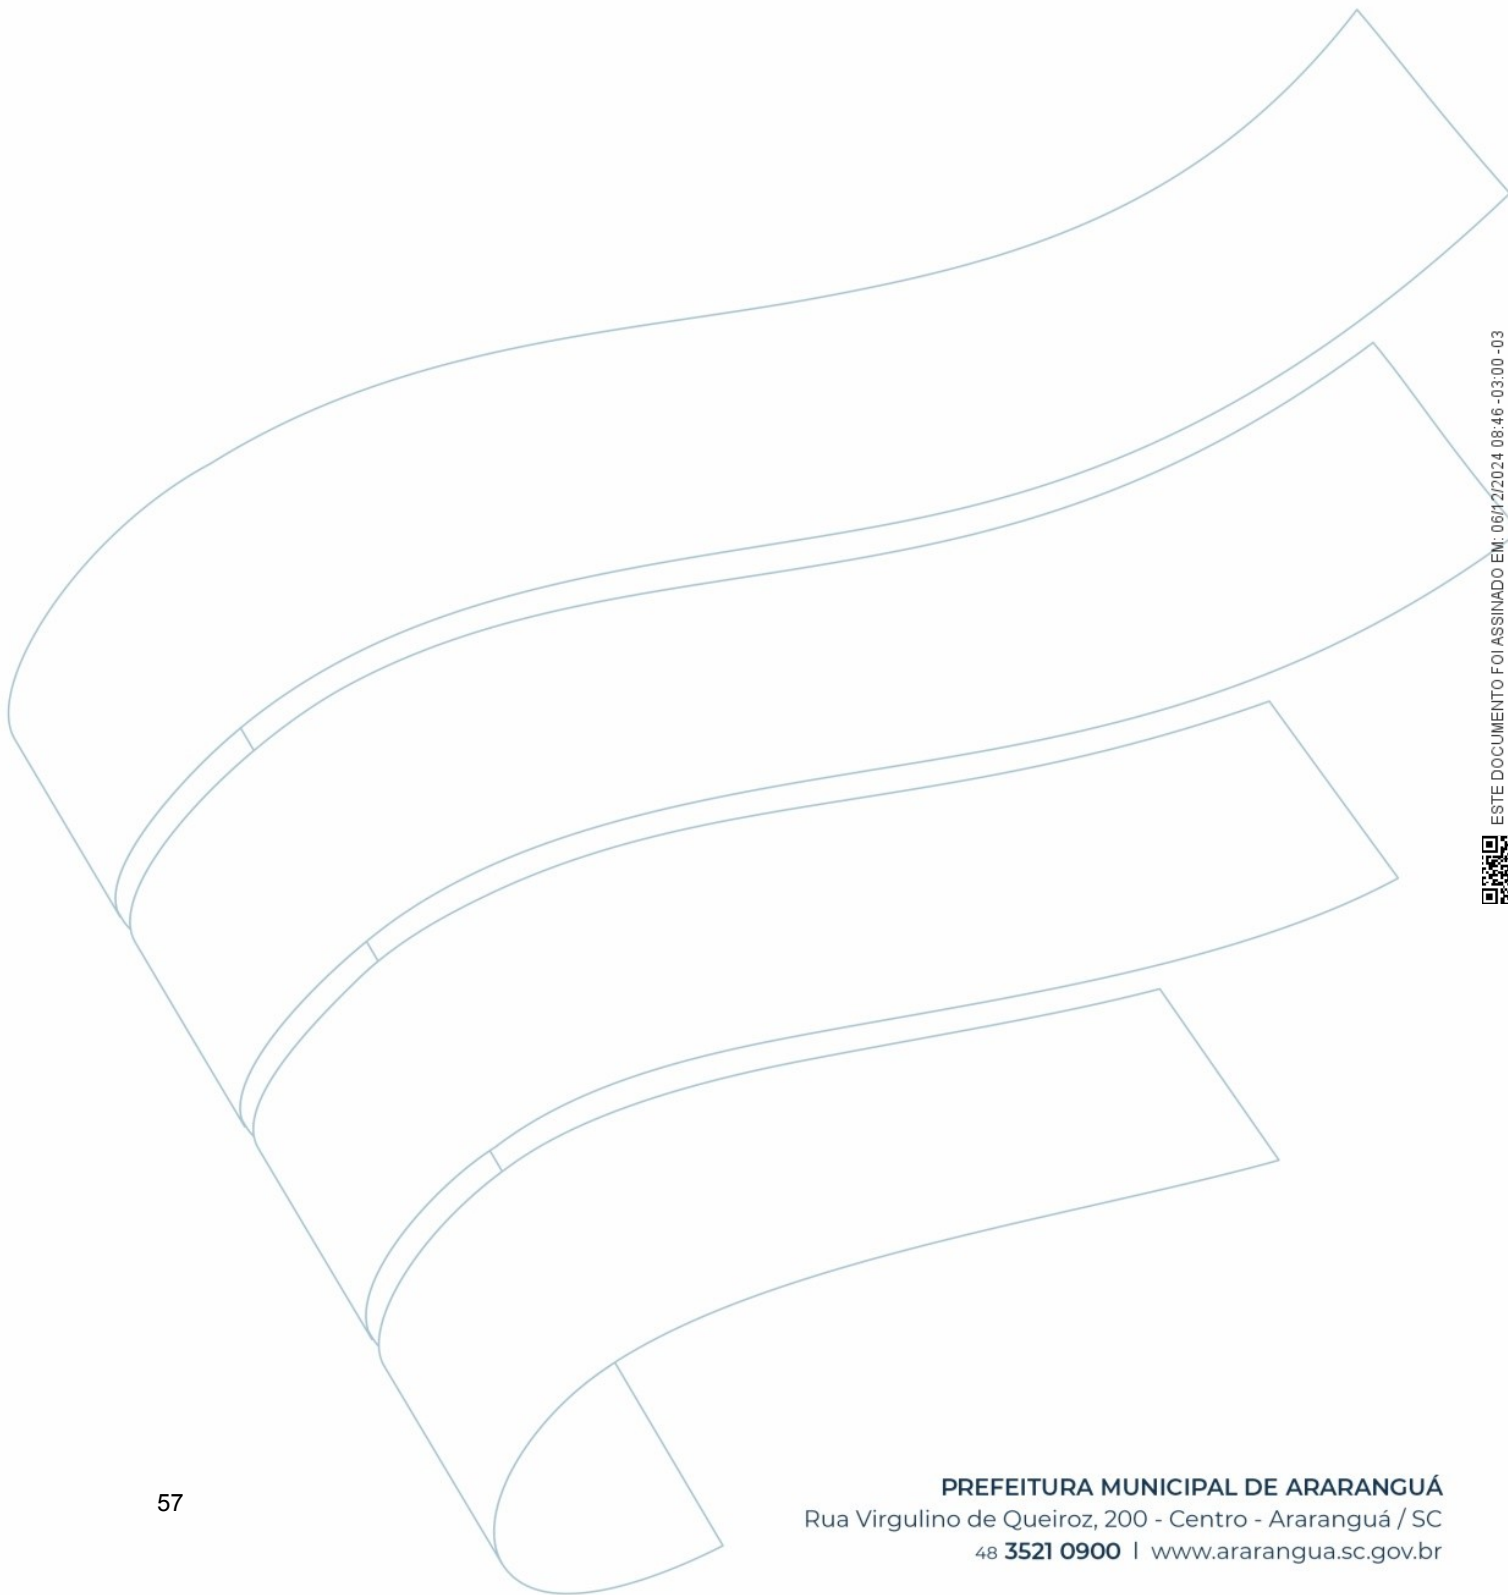 ESTE DOCUMENTO FOI ASSINADO EM: 06/12/2024 08:46 -03:00 -03
57
PREFEITURA MUNICIPAL DE ARARANGUÁ
Rua Virgulino de Queiroz, 200 - Centro - Araranguá / SC
48 3521 0900 | www.ararangua.sc.gov.br